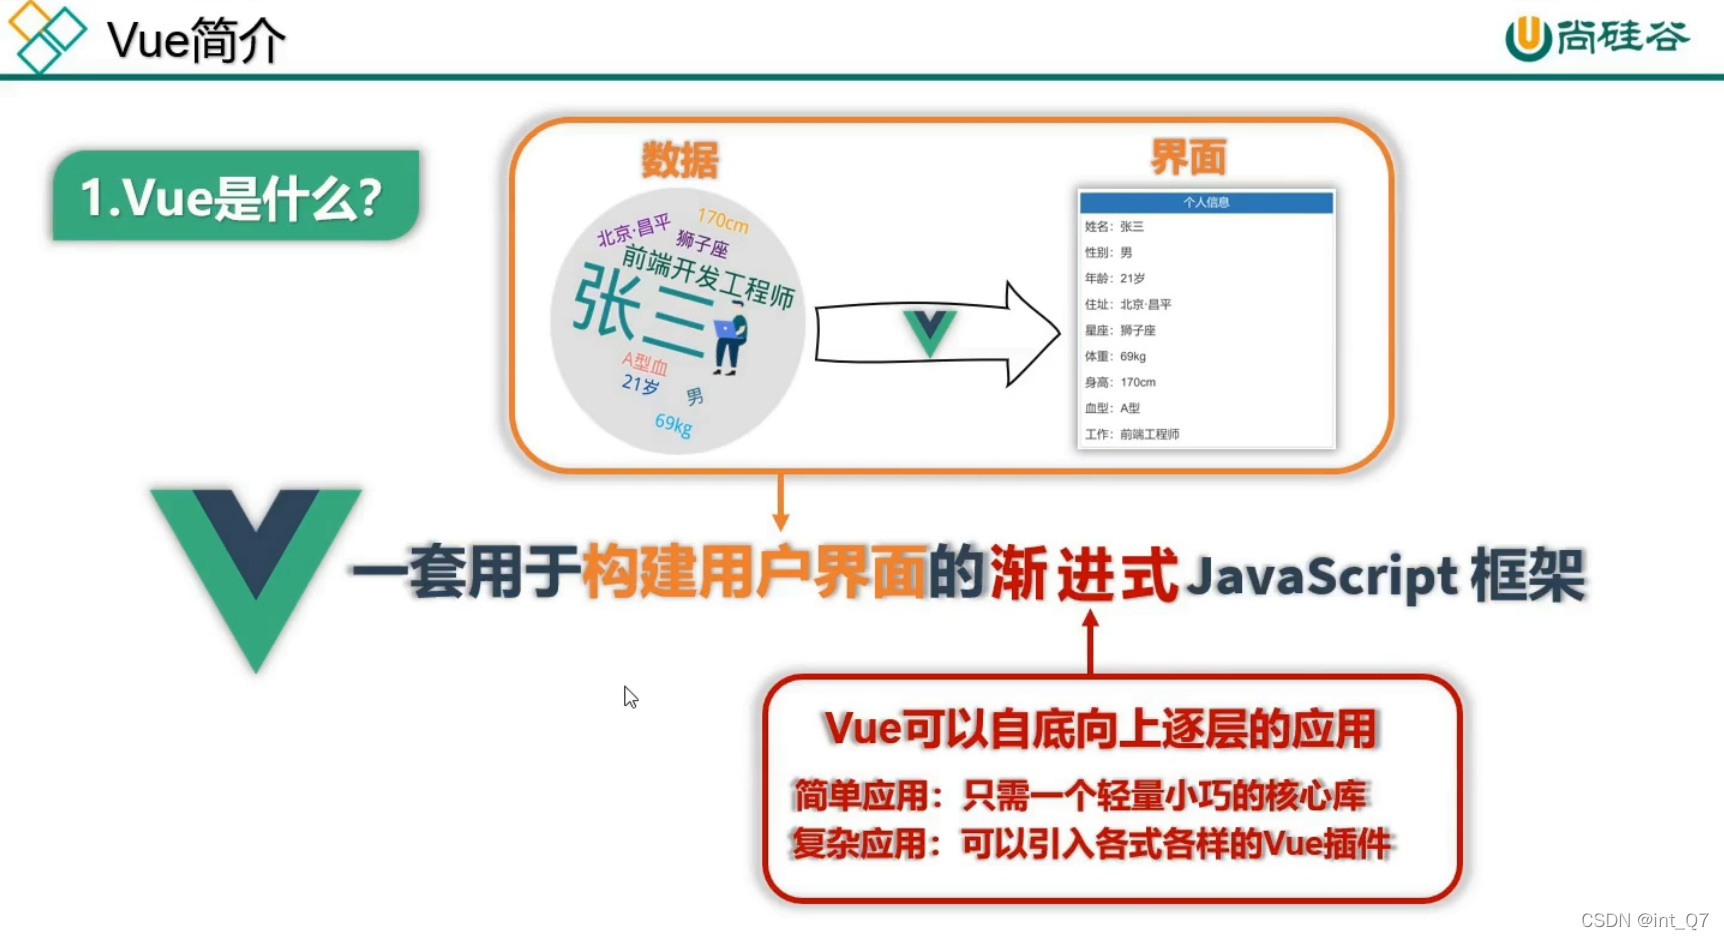 Vue简介
尚硅谷
1.Vue是什么？
数据
北京·昌平
170cm
狮子座
前端开发工程师
张三
A型血
21岁
男
69kg
界面
个人信息
姓名：张三
性别：男
年龄：21岁
住址：北京·昌平
星座：狮子座
体重：69kg
身高：170cm
血型：A型
工作：前端工程师
一套用于构建用户界面的渐进式JavaScript 框架
Vue可以自底向上逐层的应用
简单应用：只需一个轻量小巧的核心库
复杂应用：可以引入各式各样的Vue插件
CSDN @int_Q7